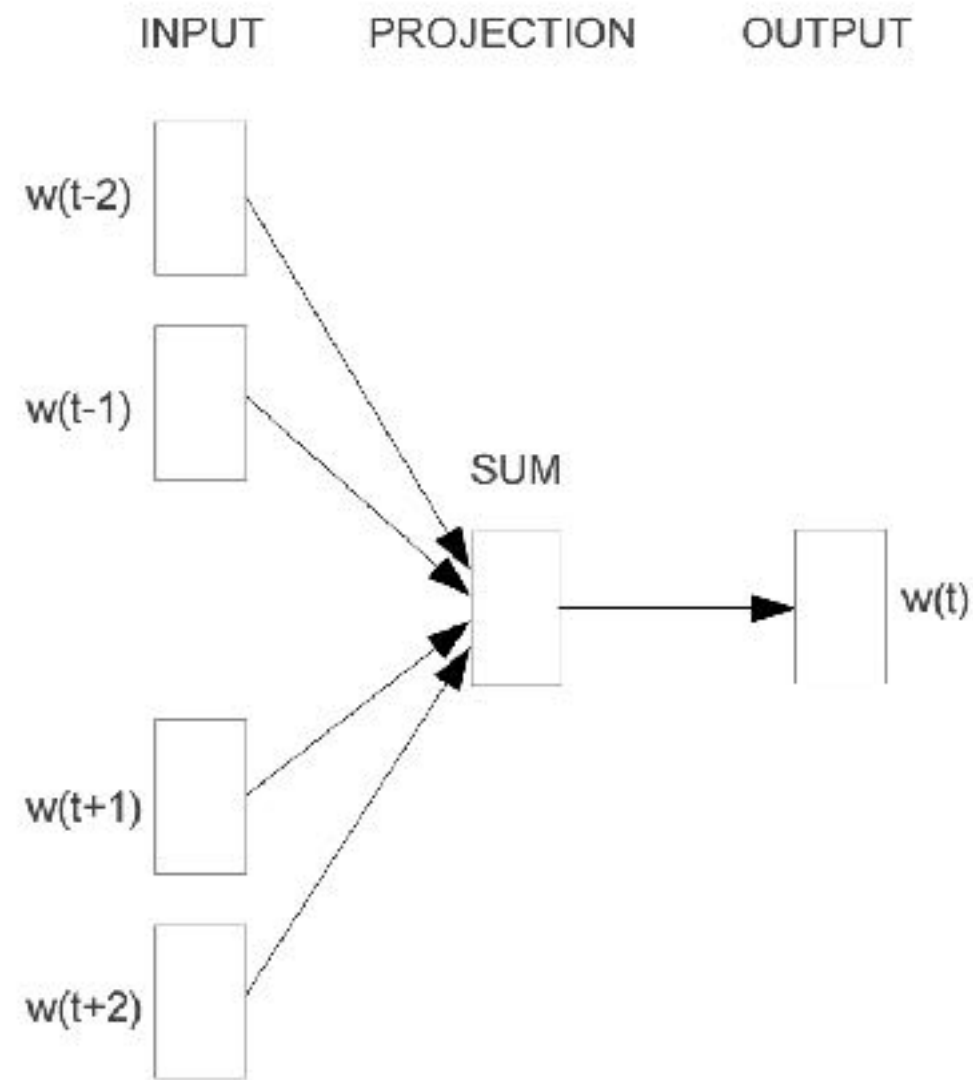 INPUT PROJECTION OUTPUT
w(t-2)
w(t-1)
SUM
w(t)
w(t+1)
w(t+2)